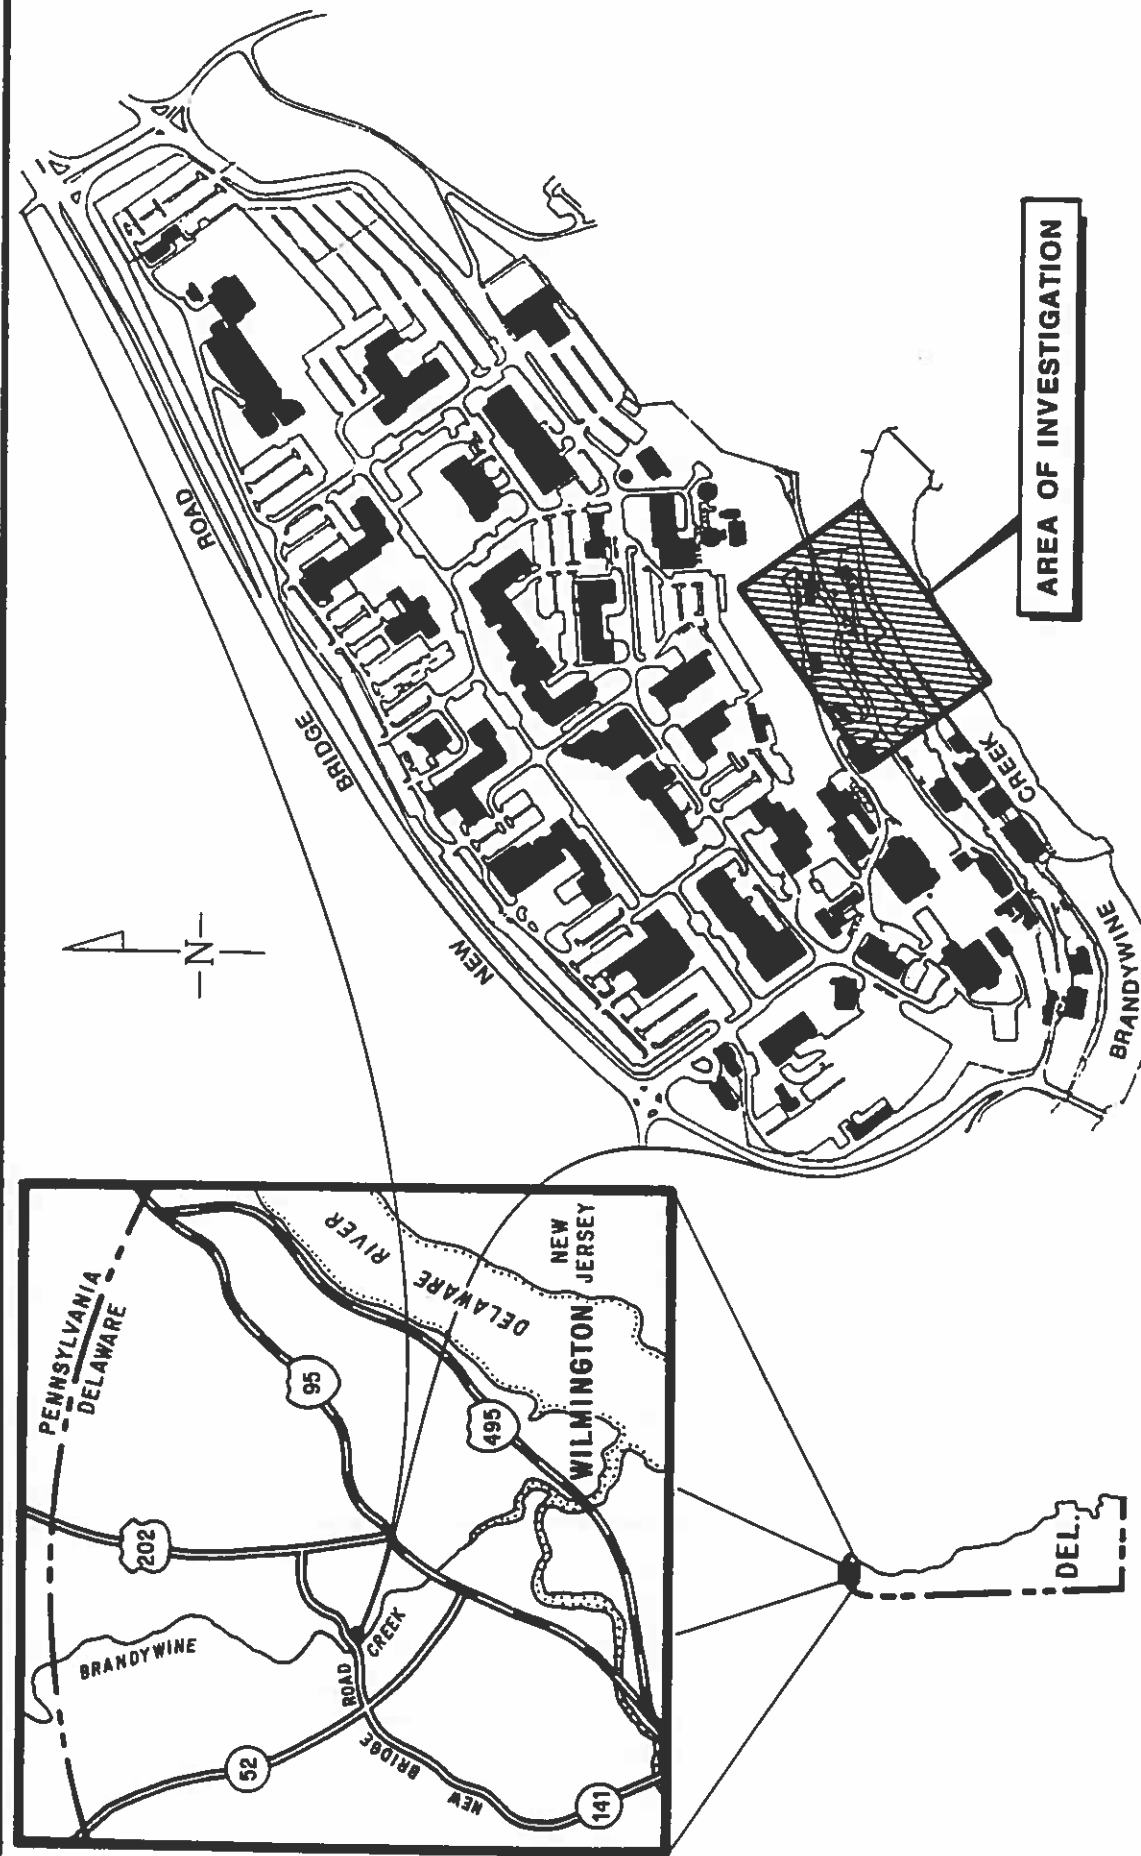 PENNSYLVANIA
DELAWARE
202
95
495
52
141
BRANDYWINE
CREEK
NEW
BRIDGE
ROAD
DELAWARE
RIVER
NEW
JERSEY
WILMINGTON
DEL.
-N-
NEW
BRIDGE
ROAD
BRANDYWINE
CREEK
AREA OF INVESTIGATION